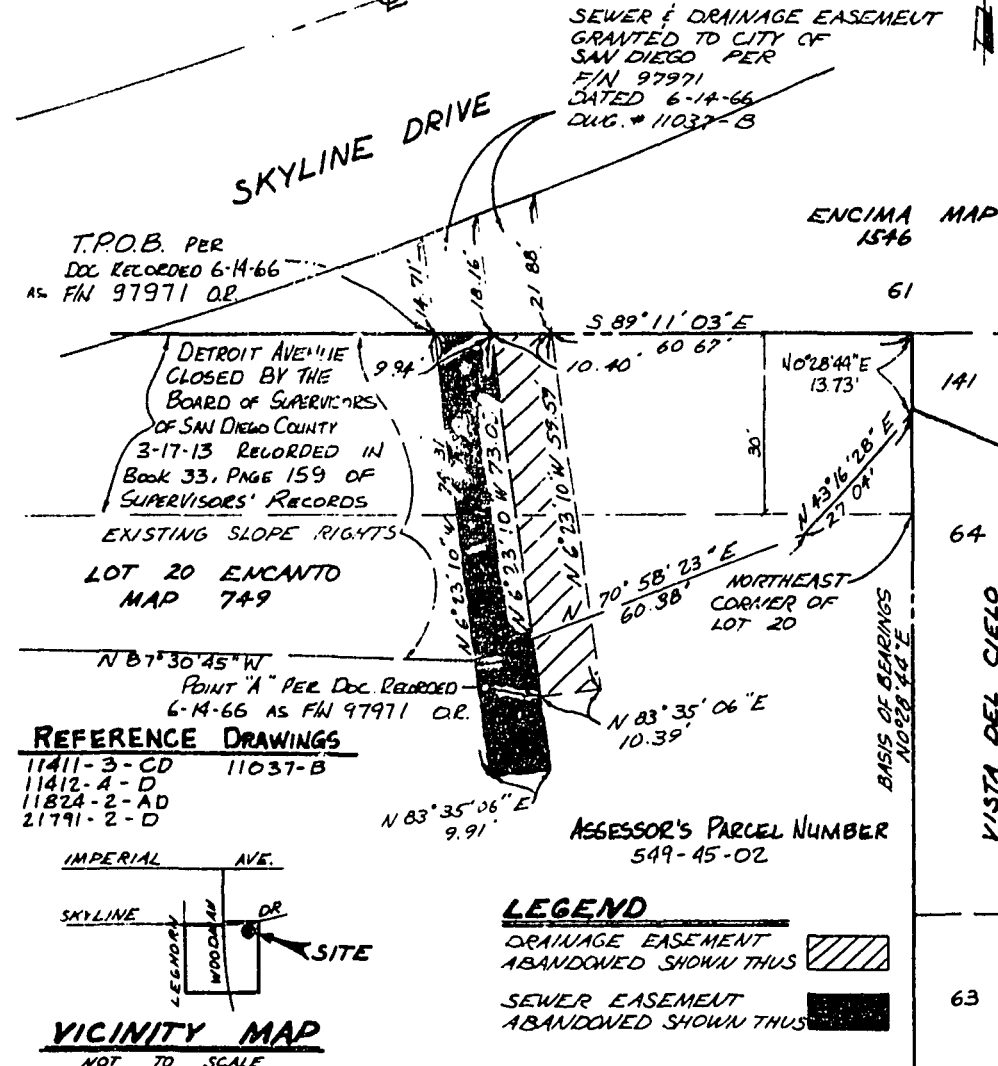 SEWER & DRAINAGE EASEMENT
GRANTED TO CITY OF
SAN DIEGO PER
F/N 97971
DATED 6-14-66
DWG. # 11037-B
SKYLINE DRIVE
ENCIMA MAP
1546
61
T.P.O.B. PER
DOC RECORDED 6-14-66
AS F/N 97971 O.R.
14.71'
18.16'
21.88'
S 89° 11' 03" E
60.67'
9.94'
10.40'
N0°28'44"E
13.73'
141
DETROIT AVENUE
CLOSED BY THE
BOARD OF SUPERVISORS
OF SAN DIEGO COUNTY
3-17-13 RECORDED IN
BOOK 33, PAGE 159 OF
SUPERVISORS' RECORDS
30'
N 43° 16' 28" E
27.04'
EXISTING SLOPE RIGHTS
64
LOT 20 ENCANTO
MAP 749
N 6° 23' 10" W
N 6° 23' 10" W 73.02'
N 6° 23' 10" W 59.59'
N 70° 58' 23" E
60.38'
NORTHEAST
CORNER OF
LOT 20
BASIS OF BEARINGS
N0°28'44"E
VISTA DEL CIELO
N 87° 30' 45" W
POINT "A" PER DOC. RECORDED
6-14-66 AS F/N 97971 O.R.
N 83° 35' 06" E
10.39'
REFERENCE DRAWINGS
11411-3-CD 11037-B
11412-4-D
11824-2-AD
21791-2-D
N 83° 35' 06" E
9.91'
ASSESSOR'S PARCEL NUMBER
549-45-02
IMPERIAL AVE.
SKYLINE DR
LEGHORN
WOODMAN
SITE
VICINITY MAP
NOT TO SCALE
LEGEND
DRAINAGE EASEMENT
ABANDONED SHOWN THUS
SEWER EASEMENT
ABANDONED SHOWN THUS
63